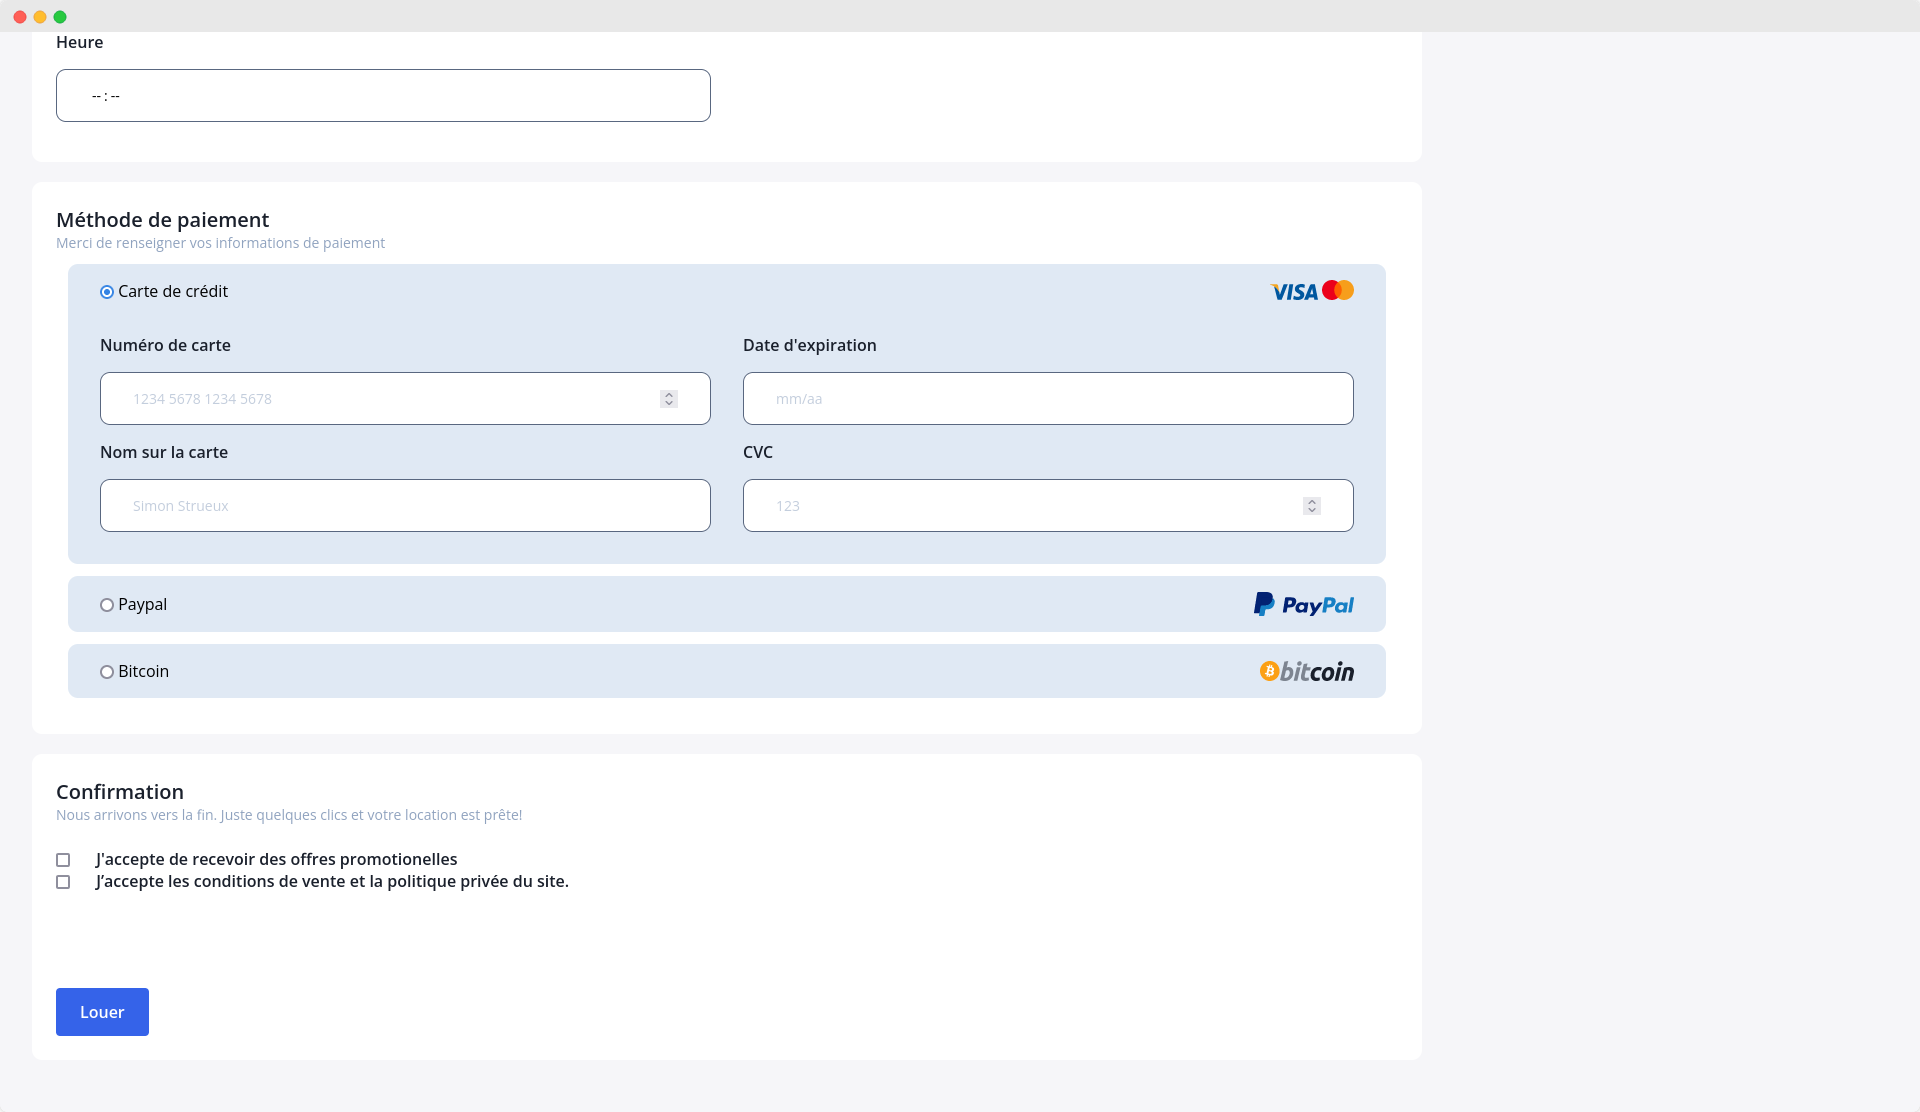 Heure
-- : --
Méthode de paiement
Merci de renseigner vos informations de paiement
Carte de crédit
VISA
Numéro de carte
Date d'expiration
1234 5678 1234 5678
mm/aa
Nom sur la carte
CVC
Simon Strueux
123
Paypal
PayPal
Bitcoin
bitcoin
Confirmation
Nous arrivons vers la fin. Juste quelques clics et votre location est prête!
J'accepte de recevoir des offres promotionelles
J’accepte les conditions de vente et la politique privée du site.
Louer